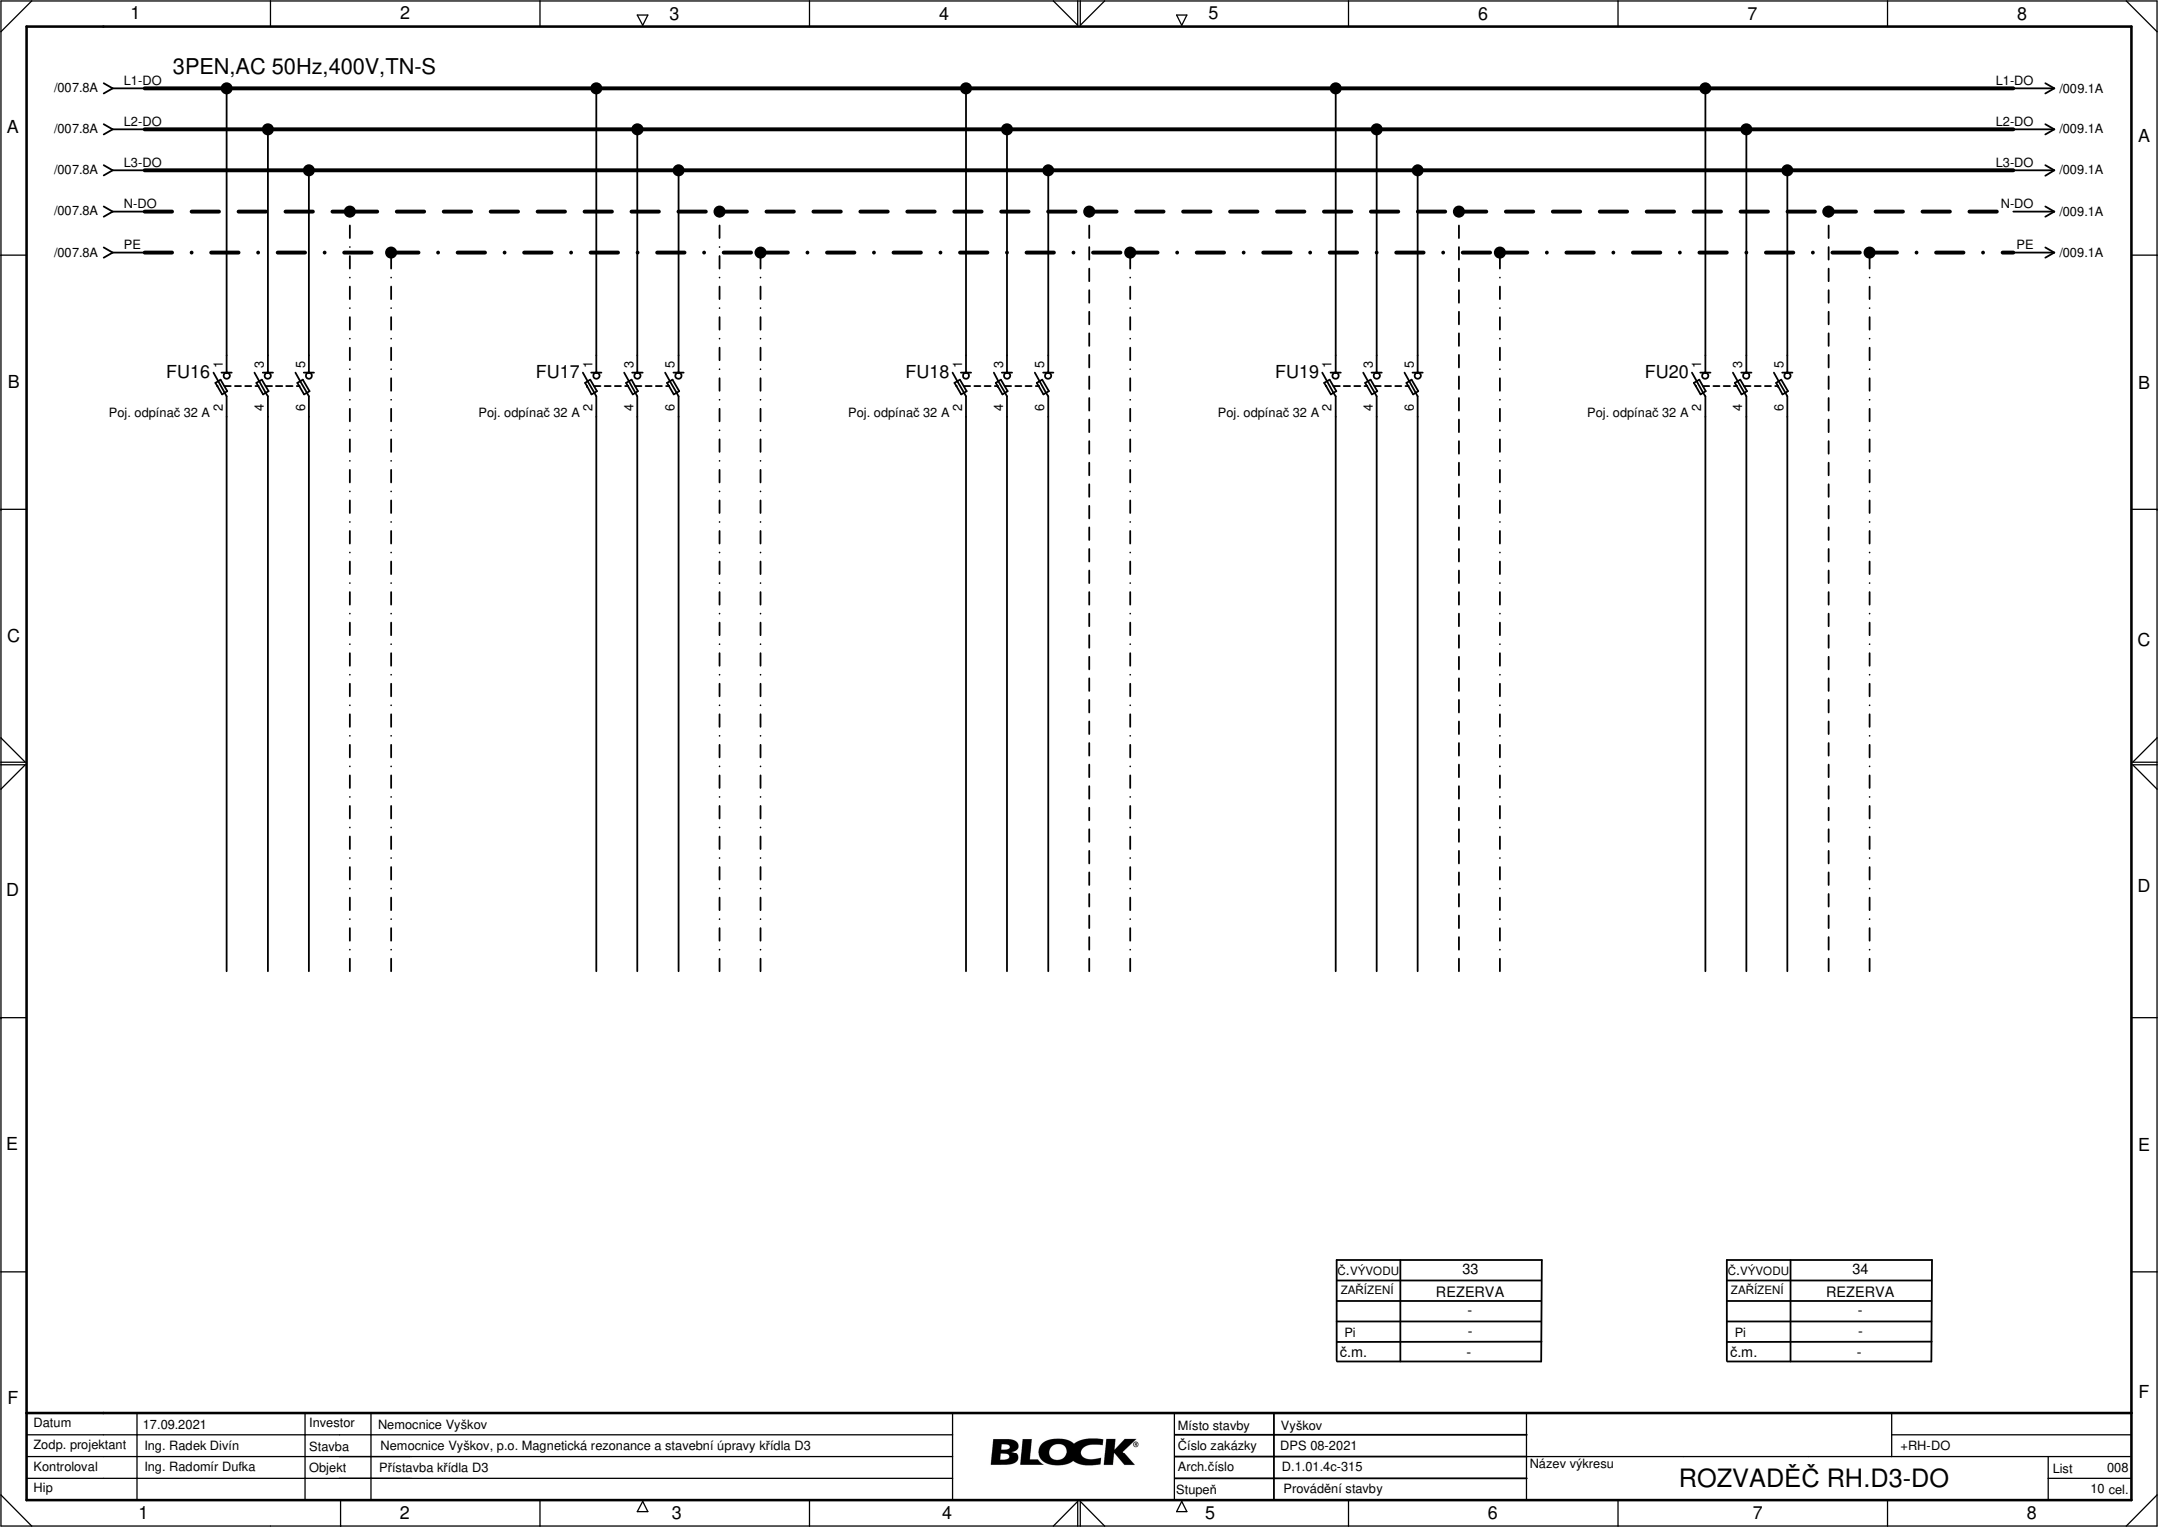 1 2 3 4 5 6 7 8
3PEN,AC 50Hz,400V,TN-S
/007.8A L1-DO L1-DO /009.1A
A /007.8A L2-DO L2-DO /009.1A A
/007.8A L3-DO L3-DO /009.1A
/007.8A N-DO N-DO /009.1A
/007.8A PE PE /009.1A
1 3 5 1 3 5 1 3 5 1 3 5 1 3 5
FU16 FU17 FU18 FU19 FU20
B B
Poj. odpínač 32 A 2 4 6 Poj. odpínač 32 A 2 4 6 Poj. odpínač 32 A 2 4 6 Poj. odpínač 32 A 2 4 6 Poj. odpínač 32 A 2 4 6
C C
D D
E E
Č.VÝVODU 33
ZAŘÍZENÍ REZERVA
-
Pi -
č.m. -
Č.VÝVODU 34
ZAŘÍZENÍ REZERVA
-
Pi -
č.m. -
F F
Datum 17.09.2021 Investor Nemocnice Vyškov
Zodp. projektant Ing. Radek Divín Stavba Nemocnice Vyškov, p.o. Magnetická rezonance a stavební úpravy křídla D3
Kontroloval Ing. Radomír Dufka Objekt Přístavba křídla D3
Hip
BLOCK®
Místo stavby Vyškov
Číslo zakázky DPS 08-2021
Arch.číslo D.1.01.4c-315
Stupeň Provádění stavby
+RH-DO
Název výkresu
ROZVADĚČ RH.D3-DO
List 008
10 cel.
1 2 3 4 5 6 7 8